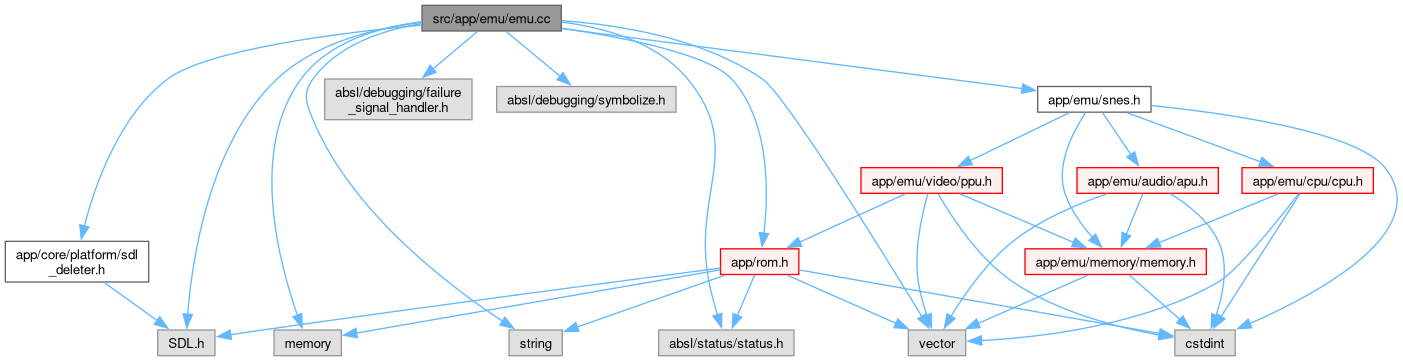 src/app/emu/emu.cc
absl/debugging/failure
_signal_handler.h
absl/debugging/symbolize.h
app/emu/snes.h
app/emu/video/ppu.h
app/emu/audio/apu.h
app/emu/cpu/cpu.h
app/core/platform/sdl
_deleter.h
app/rom.h
app/emu/memory/memory.h
SDL.h
memory
string
absl/status/status.h
vector
cstdint